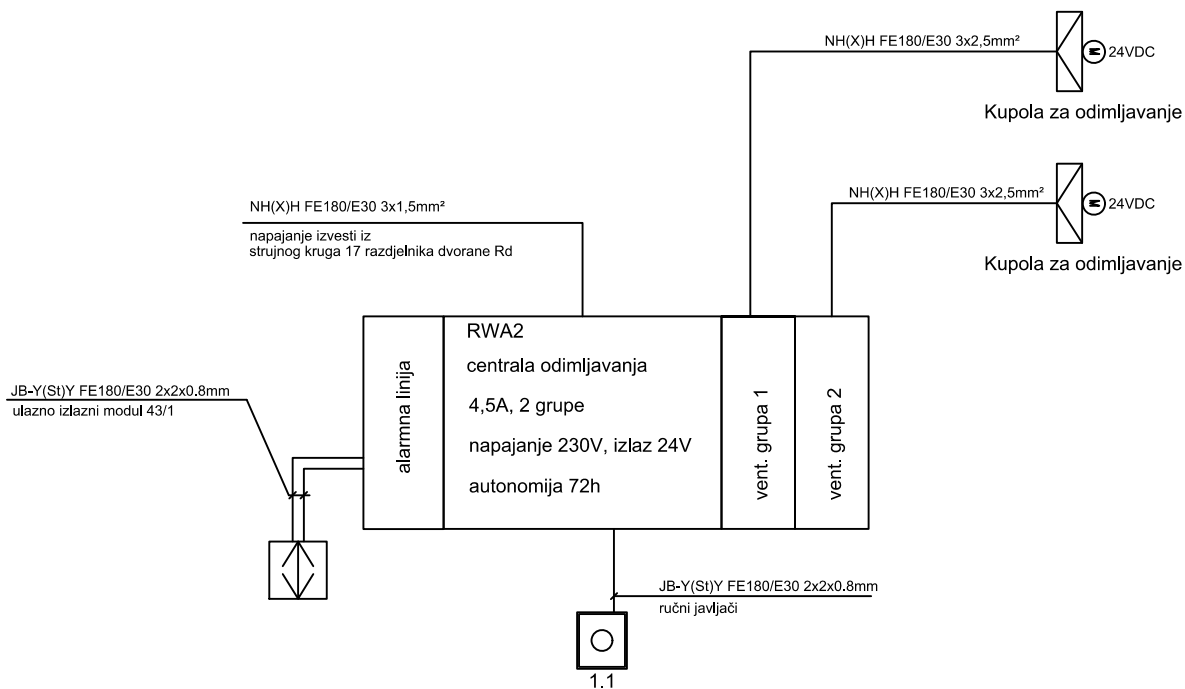 NH(X)H FE180/E30 3x2,5mm²
M
24VDC
Kupola za odimljavanje
NH(X)H FE180/E30 3x2,5mm²
M
24VDC
Kupola za odimljavanje
NH(X)H FE180/E30 3x1,5mm²
napajanje izvesti iz
strujnog kruga 17 razdjelnika dvorane Rd
JB-Y(St)Y FE180/E30 2x2x0.8mm
ulazno izlazni modul 43/1
alarmna linija
RWA2
centrala odimljavanja
4,5A, 2 grupe
napajanje 230V, izlaz 24V
autonomija 72h
vent. grupa 1
vent. grupa 2
JB-Y(St)Y FE180/E30 2x2x0.8mm
ručni javljači
1.1